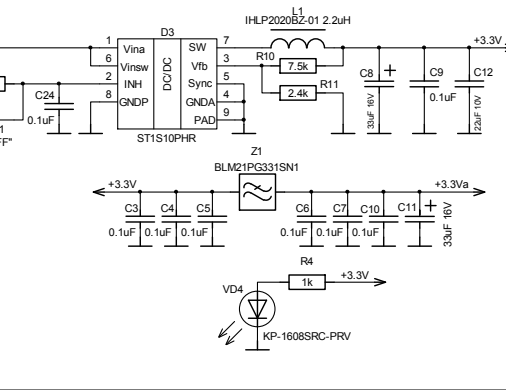 L1
IHLP2020BZ-01 2.2uH
D3
1 Vina SW 7
6 Vinsw Vfb 3
2 INH Sync 5
8 GNDP GNDA 4
PAD 9
DC/DC
ST1S10PHR
R10
7.5k
R11
2.4k
+3.3V
C8
33uF 16V
C9
0.1uF
C12
22uF 10V
C24
0.1uF
1
FF"
Z1
BLM21PG331SN1
+3.3V
+3.3Va
C3
0.1uF
C4
0.1uF
C5
0.1uF
C6
0.1uF
C7
0.1uF
C10
0.1uF
C11
33uF 16V
R4
1k
+3.3V
VD4
KP-1608SRC-PRV